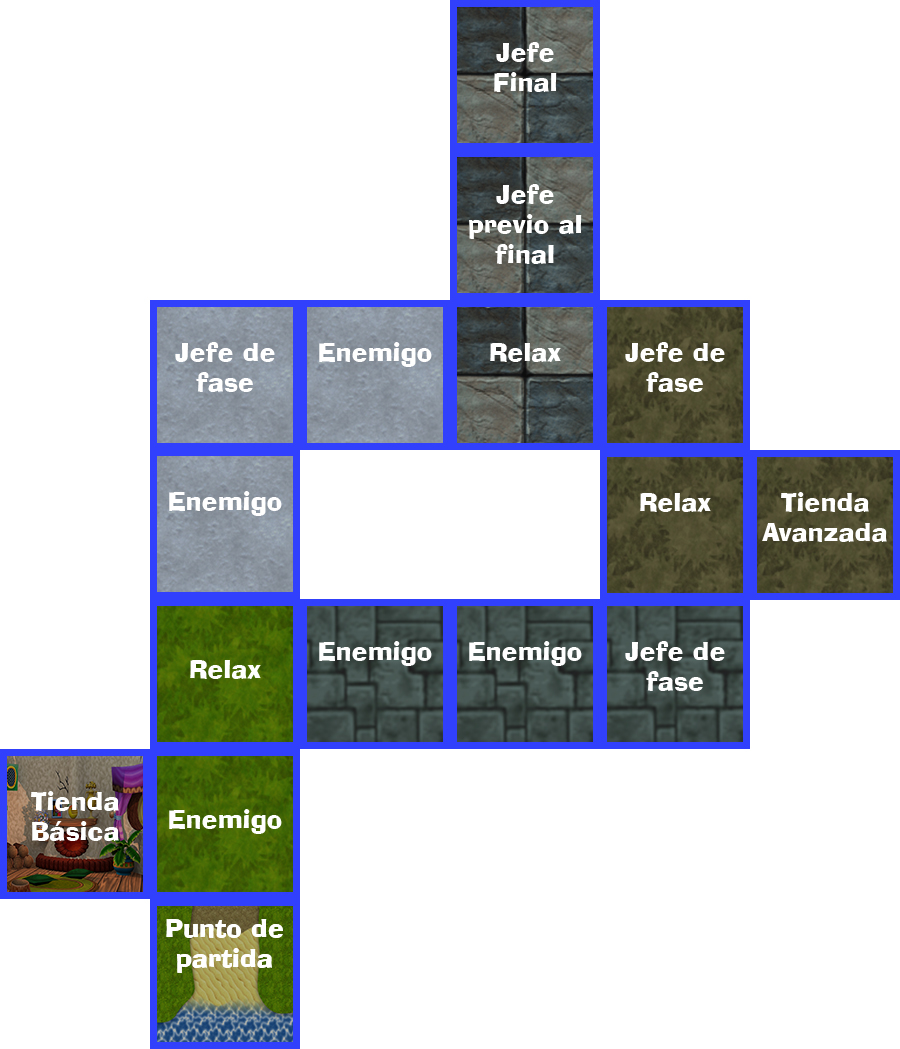 Jefe
Final
Jefe
previo al
final
Jefe de
fase
Enemigo
Relax
Jefe de
fase
Enemigo
Relax
Tienda
Avanzada
Relax
Enemigo
Enemigo
Jefe de
fase
Tienda
Básica
Enemigo
Punto de
partida